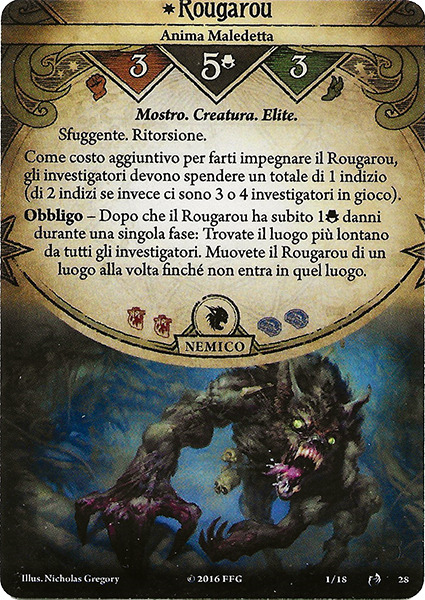 Rougarou
Anima Maledetta
3 5 3
Mostro. Creatura. Elite.
Sfuggente. Ritorsione.
Come costo aggiuntivo per farti impegnare il Rougarou,
gli investigatori devono spendere un totale di 1 indizio
(di 2 indizi se invece ci sono 3 o 4 investigatori in gioco).
Obbligo – Dopo che il Rougarou ha subito 1 danni
durante una singola fase: Trovate il luogo più lontano
da tutti gli investigatori. Muovete il Rougarou di un
luogo alla volta finché non entra in quel luogo.
NEMICO
Illus. Nicholas Gregory © 2016 FFG 1/18 28